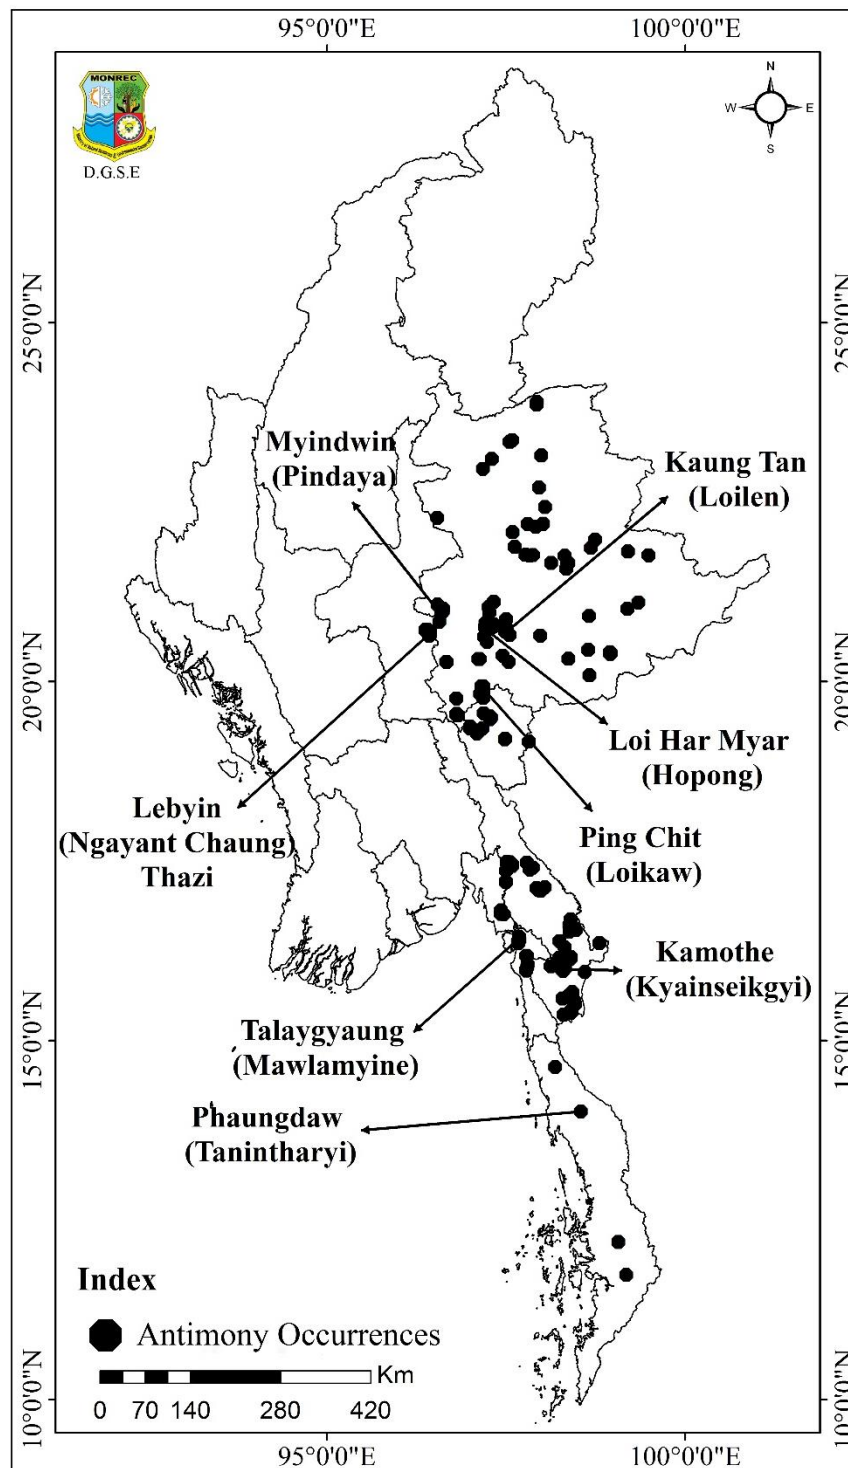 95°0'0"E
100°0'0"E
MONREC
D.G.S.E
N
W
E
S
25°0'0"N
25°0'0"N
Myindwin
(Pindaya)
Kaung Tan
(Loilen)
20°0'0"N
20°0'0"N
Loi Har Myar
(Hopong)
Lebyin
(Ngayant Chaung)
Thazi
Ping Chit
(Loikaw)
Kamothe
(Kyainseikgyi)
Talaygyaung
(Mawlamyine)
15°0'0"N
15°0'0"N
Phaungdaw
(Tanintharyi)
Index
Antimony Occurrences
Km
0 70 140 280 420
10°0'0"N
10°0'0"N
95°0'0"E
100°0'0"E